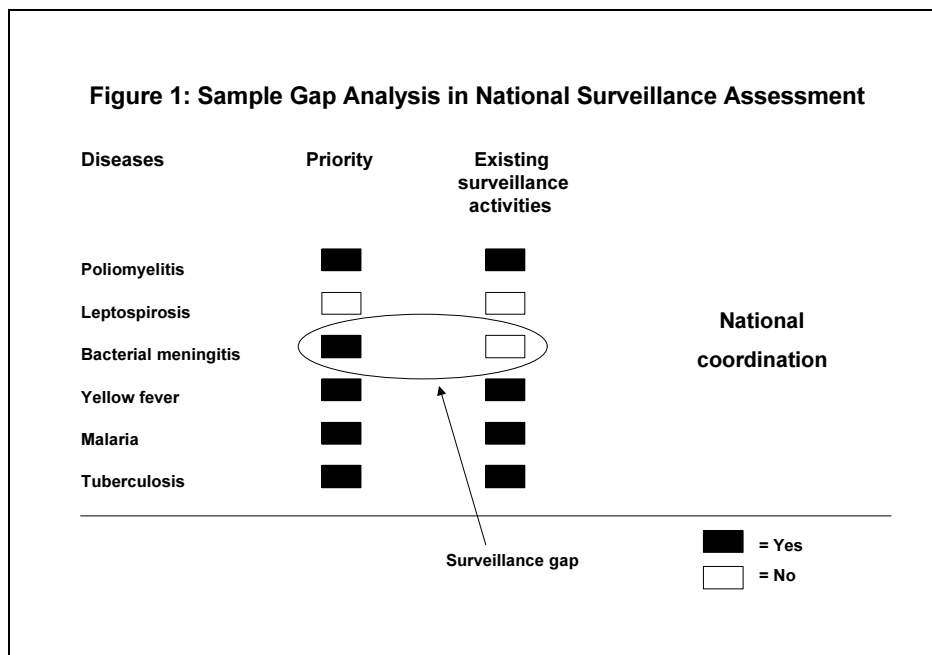 Figure 1: Sample Gap Analysis in National Surveillance Assessment
Diseases Priority Existing
surveillance
activities
Poliomyelitis
Leptospirosis
Bacterial meningitis
Yellow fever
Malaria
Tuberculosis
National
coordination
Surveillance gap
= Yes
= No